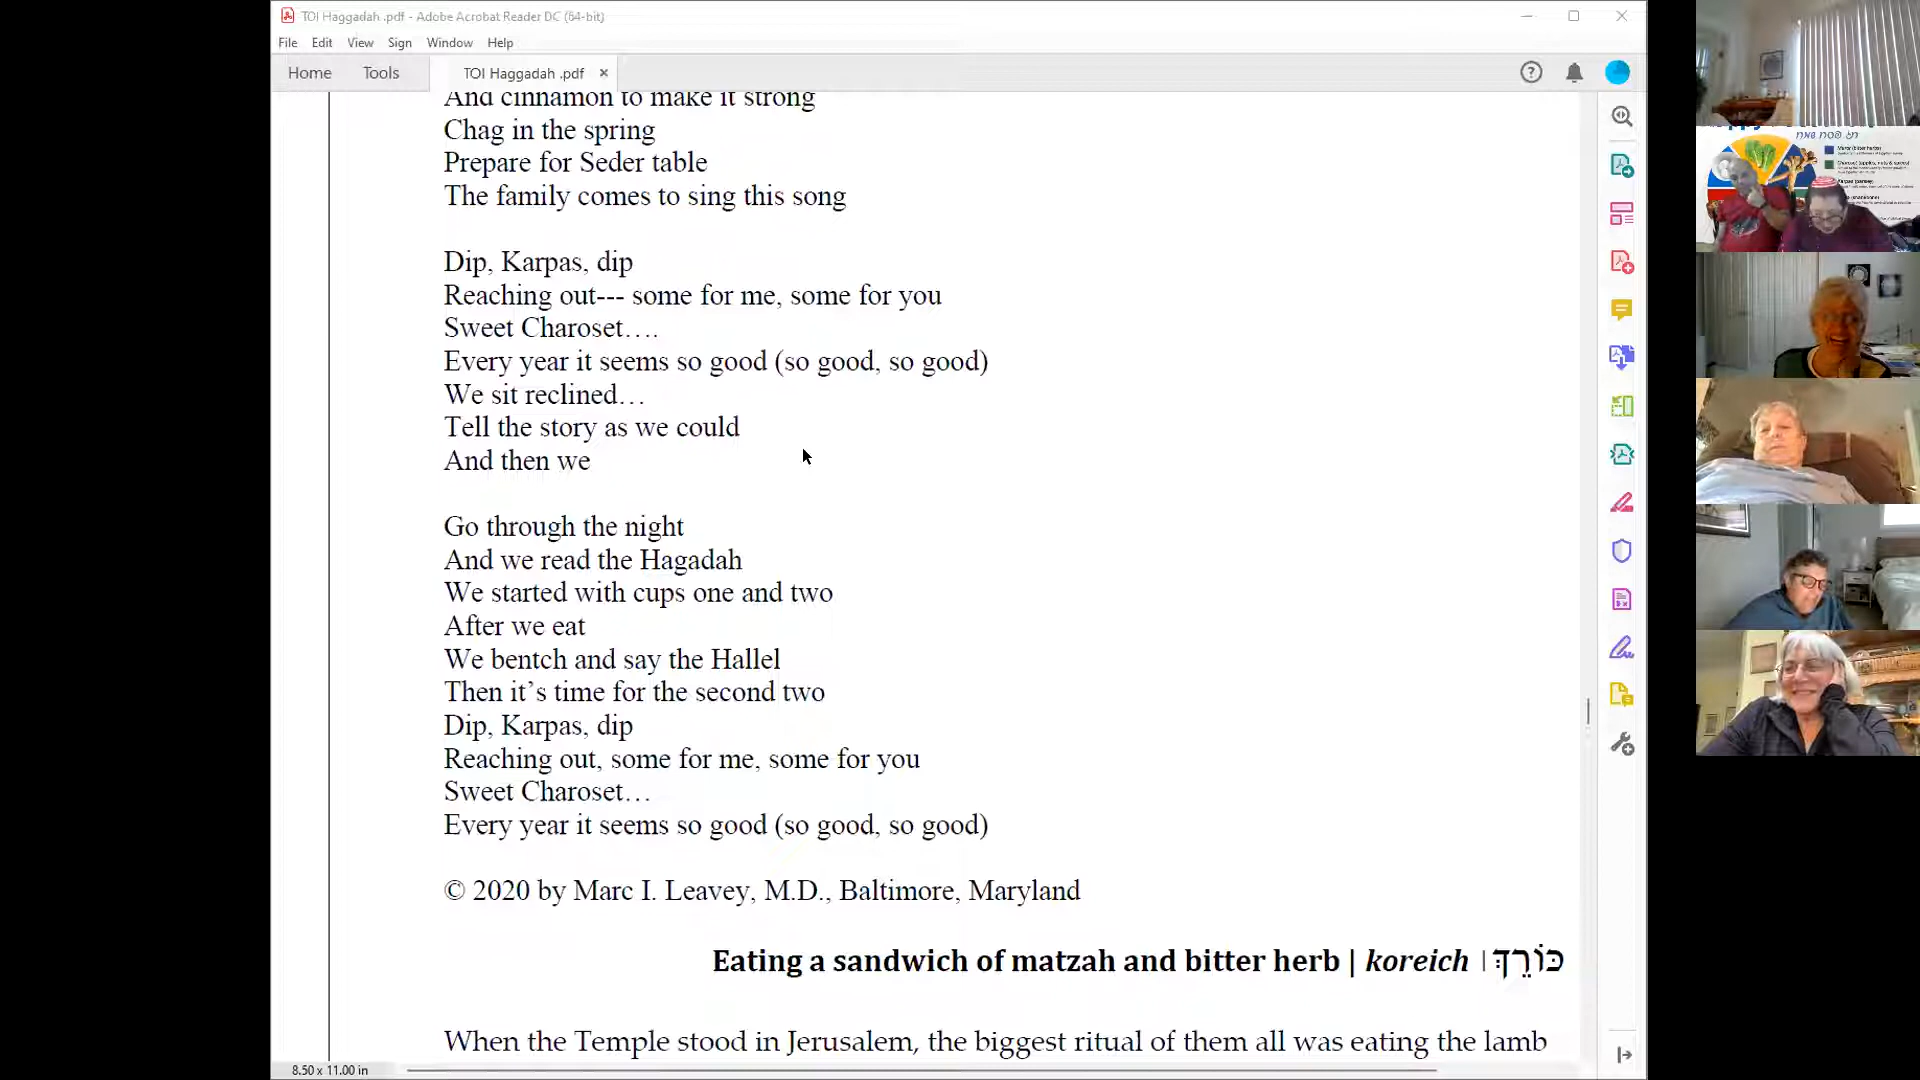 TOI Haggadah .pdf - Adobe Acrobat Reader DC (64-bit)
File Edit View Sign Window Help
Home Tools TOI Haggadah .pdf ×
And cinnamon to make it strong
Chag in the spring
Prepare for Seder table
The family comes to sing this song
Dip, Karpas, dip
Reaching out--- some for me, some for you
Sweet Charoset….
Every year it seems so good (so good, so good)
We sit reclined…
Tell the story as we could
And then we
Go through the night
And we read the Hagadah
We started with cups one and two
After we eat
We bentch and say the Hallel
Then it’s time for the second two
Dip, Karpas, dip
Reaching out, some for me, some for you
Sweet Charoset…
Every year it seems so good (so good, so good)
© 2020 by Marc I. Leavey, M.D., Baltimore, Maryland
Eating a sandwich of matzah and bitter herb | koreich | כּוֹרֵךְ
When the Temple stood in Jerusalem, the biggest ritual of them all was eating the lamb
8.50 x 11.00 in